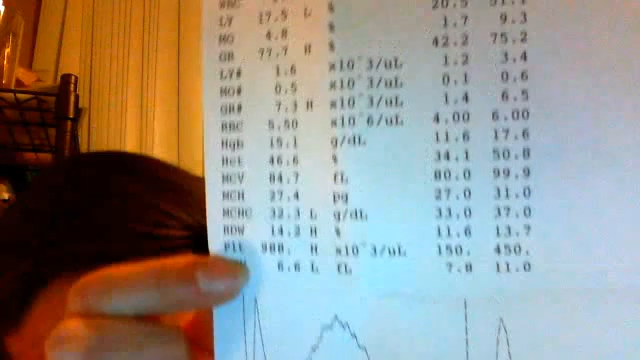 20.5 51.1
LY 17.5 L % 1.7 9.3
MO 4.8 % 42.2 75.2
GR 77.7 H % 1.2 3.4
LY# 1.6 x10^3/uL 0.1 0.6
MO# 0.5 x10^3/uL 1.4 6.5
GR# 7.3 H x10^3/uL 4.00 6.00
RBC 5.50 x10^6/uL 11.6 17.6
Hgb 15.1 g/dL 34.1 50.8
Hct 46.6 % 80.0 99.9
MCV 84.7 fL 27.0 31.0
MCH 27.4 pg 33.0 37.0
MCHC 32.3 L g/dL 11.6 13.7
RDW 14.2 H % 150. 450.
Plt 988. H x10^3/uL 7.8 11.0
6.6 L fL